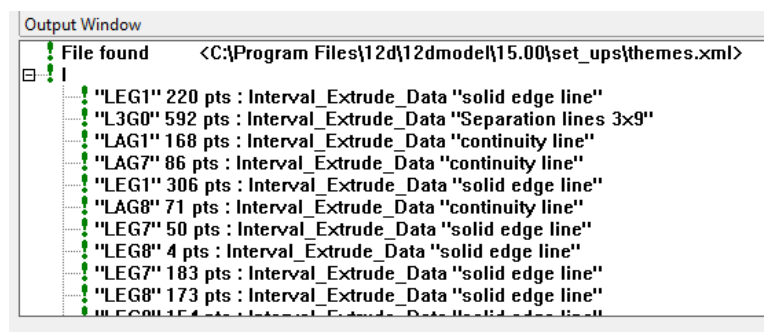 Output Window
File found <C:\Program Files\12d\12dmodel\15.00\set_ups\themes.xml>
I
"LEG1" 220 pts : Interval_Extrude_Data "solid edge line"
"L3G0" 592 pts : Interval_Extrude_Data "Separation lines 3x9"
"LAG1" 168 pts : Interval_Extrude_Data "continuity line"
"LAG7" 86 pts : Interval_Extrude_Data "continuity line"
"LEG1" 306 pts : Interval_Extrude_Data "solid edge line"
"LAG8" 71 pts : Interval_Extrude_Data "continuity line"
"LEG7" 50 pts : Interval_Extrude_Data "solid edge line"
"LEG8" 4 pts : Interval_Extrude_Data "solid edge line"
"LEG7" 183 pts : Interval_Extrude_Data "solid edge line"
"LEG8" 173 pts : Interval_Extrude_Data "solid edge line"